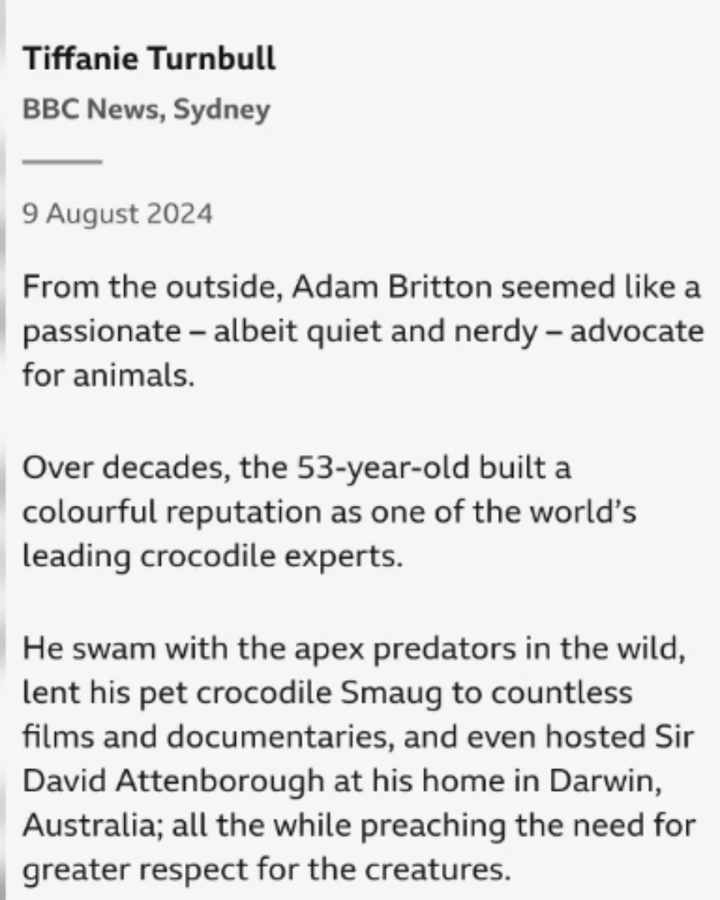 Tiffanie Turnbull
BBC News, Sydney
9 August 2024
From the outside, Adam Britton seemed like a
passionate – albeit quiet and nerdy – advocate
for animals.
Over decades, the 53-year-old built a
colourful reputation as one of the world’s
leading crocodile experts.
He swam with the apex predators in the wild,
lent his pet crocodile Smaug to countless
films and documentaries, and even hosted Sir
David Attenborough at his home in Darwin,
Australia; all the while preaching the need for
greater respect for the creatures.